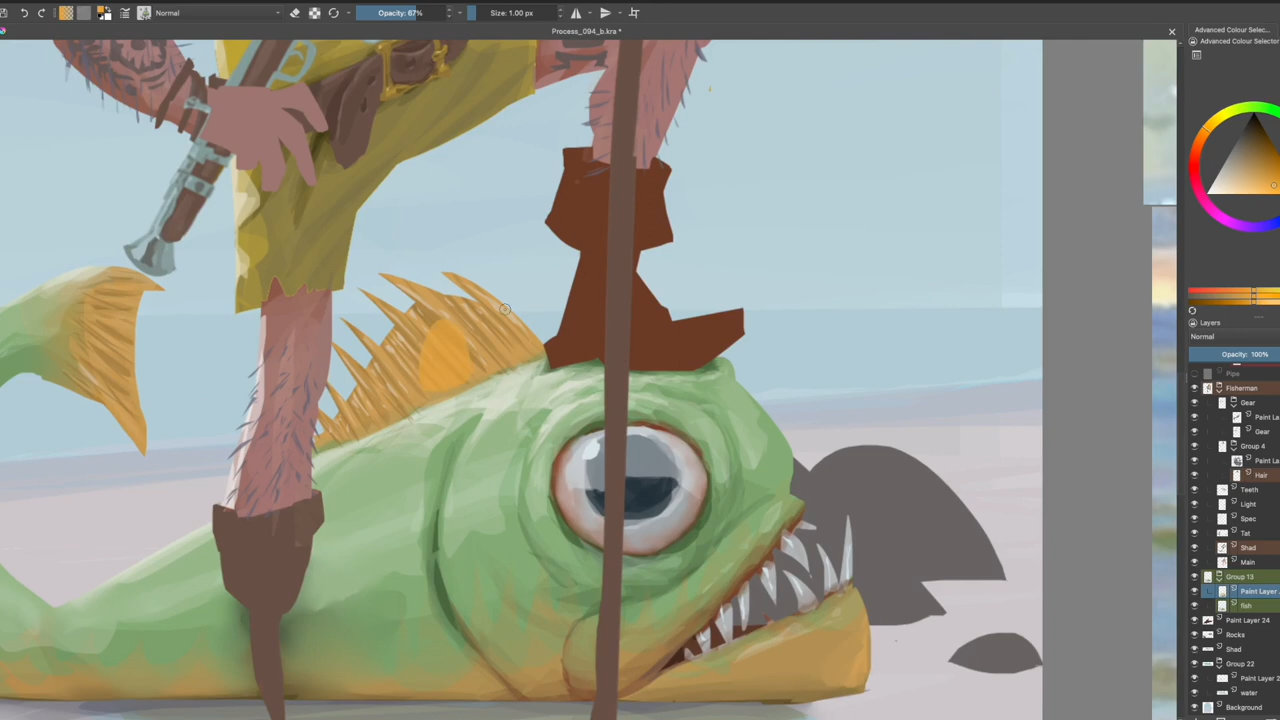 Normal
Opacity: 67%
Size: 1.00 px
Process_094_b.kra *
Advanced Colour Selec...
Advanced Colour Selector
Layers
Normal
Opacity: 100%
Pipe
Fisherman
Gear
Paint La
Gear
Group 4
Paint La
Hair
Teeth
Light
Spec
Tat
Shad
Main
Group 13
Paint Layer
fish
Paint Layer 24
Rocks
Shad
Group 22
Paint Layer 2
water
Background